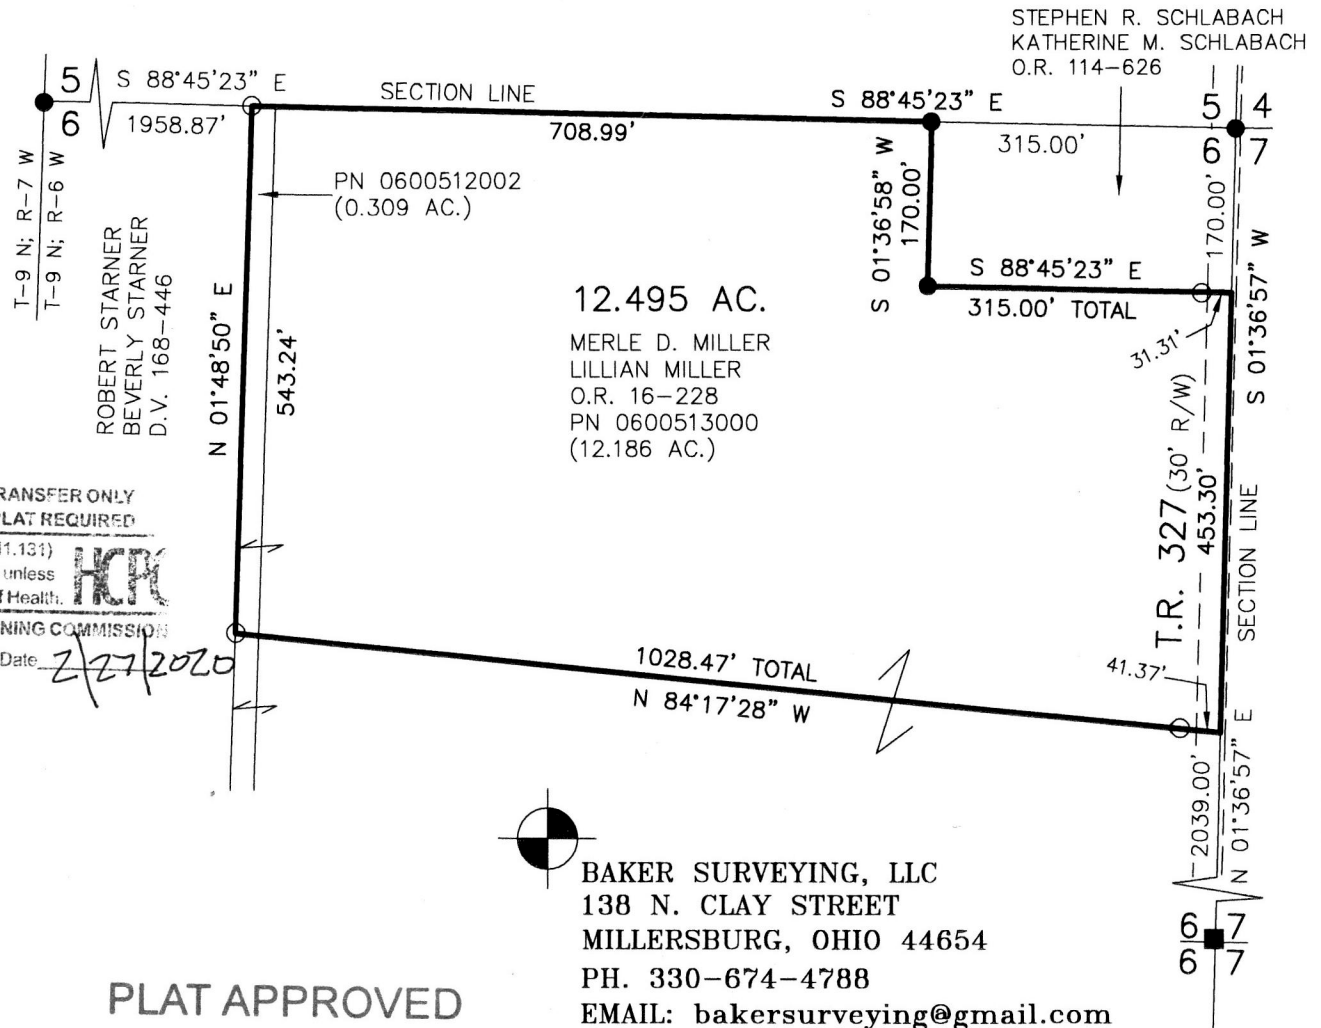 STEPHEN R. SCHLABACH
KATHERINE M. SCHLABACH
O.R. 114-626
5
6
S 88°45'23" E
1958.87'
SECTION LINE
708.99'
S 88°45'23" E
315.00'
5 4
6 7
T-9 N; R-7 W
T-9 N; R-6 W
PN 0600512002
(0.309 AC.)
S 01°36'58" W
170.00'
170.00'
S 01°36'57" W
ROBERT STARNER
BEVERLY STARNER
D.V. 168-446
N 01°48'50" E
543.24'
S 88°45'23" E
315.00' TOTAL
31.31'
12.495 AC.
MERLE D. MILLER
LILLIAN MILLER
O.R. 16-228
PN 0600513000
(12.186 AC.)
T.R. 327 (30' R/W)
453.30'
SECTION LINE
RANSFER ONLY
PLAT REQUIRED
1.131)
unless
f Health.
HCPC
NING COMMISSION
Date 2/27/2020
1028.47' TOTAL
N 84°17'28" W
41.37'
2039.00'
N 01°36'57" E
6 7
6 7
BAKER SURVEYING, LLC
138 N. CLAY STREET
MILLERSBURG, OHIO 44654
PH. 330-674-4788
EMAIL: bakersurveying@gmail.com
PLAT APPROVED